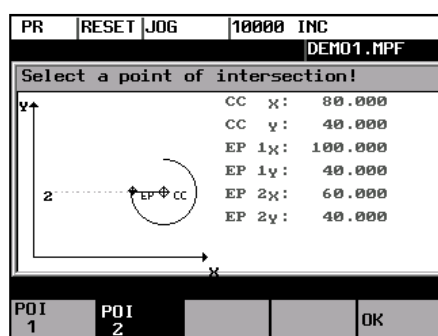 PR RESET JOG 10000 INC
DEMO1.MPF
Select a point of intersection!
Y
CC X: 80.000
CC Y: 40.000
EP 1X: 100.000
EP 1Y: 40.000
2 EP CC
EP 2X: 60.000
EP 2Y: 40.000
X
POI 1 POI 2 OK